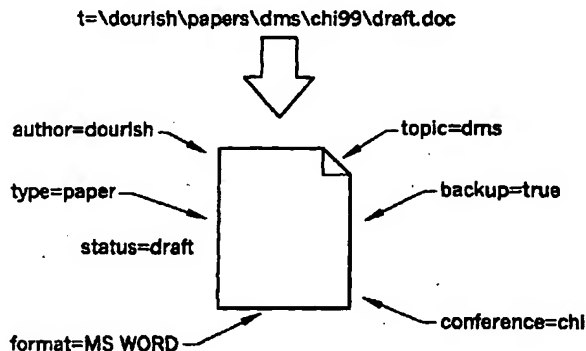 t=\dourish\papers\dms\chi99\draft.doc
author=dourish
topic=dms
type=paper
backup=true
status=draft
conference=chi
format=MS WORD